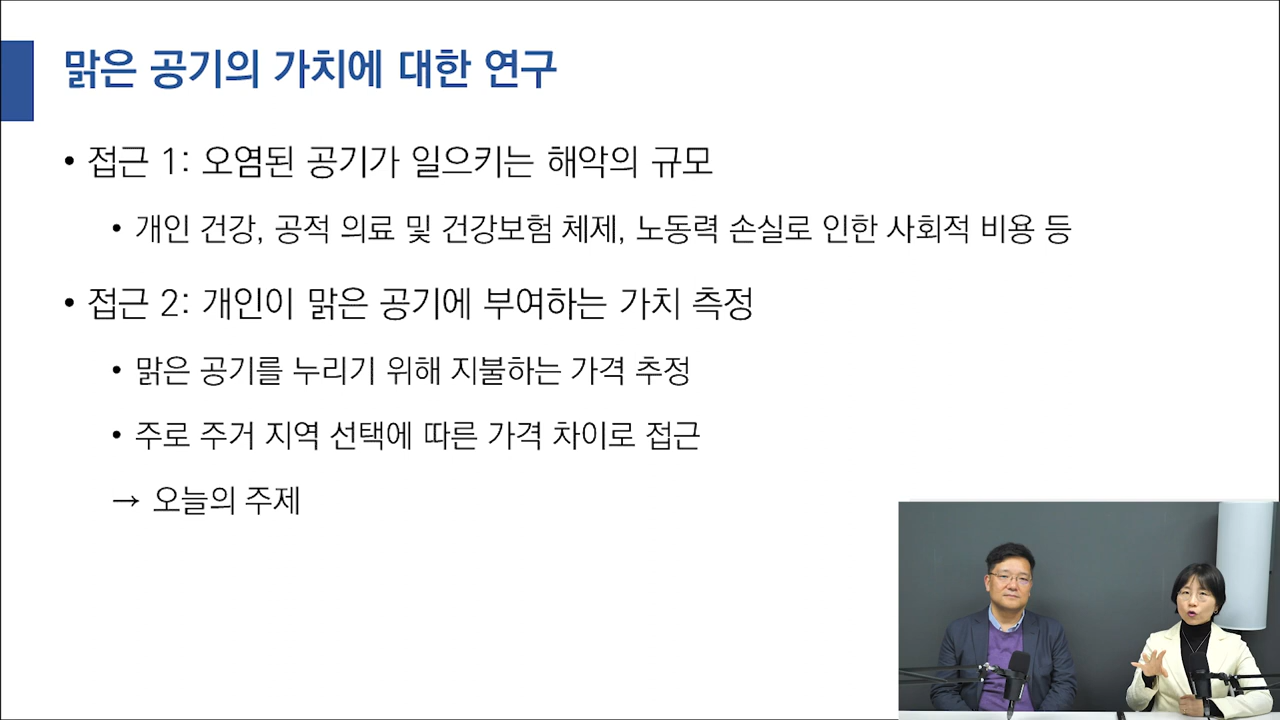 맑은 공기의 가치에 대한 연구
• 접근 1: 오염된 공기가 일으키는 해악의 규모
• 개인 건강, 공적 의료 및 건강보험 체제, 노동력 손실로 인한 사회적 비용 등
• 접근 2: 개인이 맑은 공기에 부여하는 가치 측정
• 맑은 공기를 누리기 위해 지불하는 가격 추정
• 주로 주거 지역 선택에 따른 가격 차이로 접근
→ 오늘의 주제